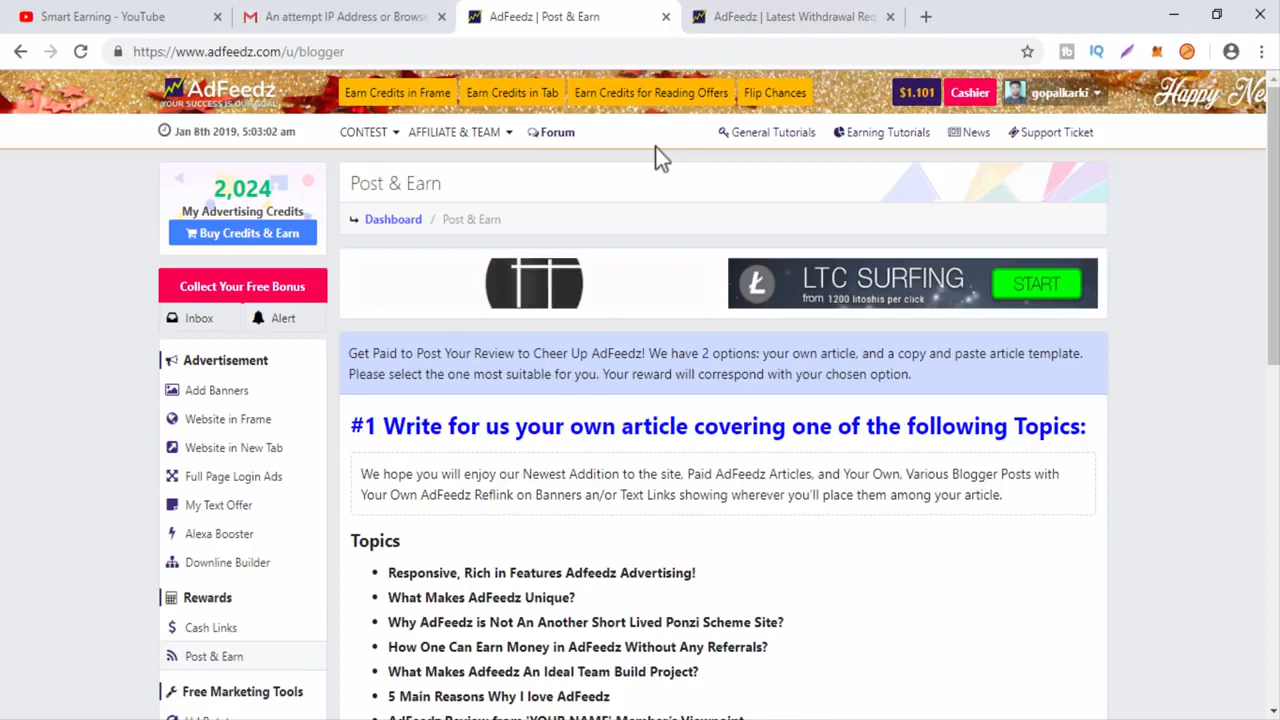 Smart Earning - YouTube
An attempt IP Address or Brows
AdFeedz | Post & Earn
AdFeedz | Latest Withdrawal Req
https://www.adfeedz.com/u/blogger
AdFeedz
YOUR SUCCESS IS OUR GOAL
Earn Credits in Frame
Earn Credits in Tab
Earn Credits for Reading Offers
Flip Chances
$1.101
Cashier
gopalkarki
Happy Ne
Jan 8th 2019, 5:03:02 am
CONTEST
AFFILIATE & TEAM
Forum
General Tutorials
Earning Tutorials
News
Support Ticket
2,024
My Advertising Credits
Buy Credits & Earn
Collect Your Free Bonus
Inbox
Alert
Advertisement
Add Banners
Website in Frame
Website in New Tab
Full Page Login Ads
My Text Offer
Alexa Booster
Downline Builder
Rewards
Cash Links
Post & Earn
Free Marketing Tools
Post & Earn
Dashboard / Post & Earn
LTC SURFING
from 1200 litoshis per click
START
Get Paid to Post Your Review to Cheer Up AdFeedz! We have 2 options: your own article, and a copy and paste article template.
Please select the one most suitable for you. Your reward will correspond with your chosen option.
#1 Write for us your own article covering one of the following Topics:
We hope you will enjoy our Newest Addition to the site, Paid AdFeedz Articles, and Your Own, Various Blogger Posts with
Your Own AdFeedz Reflink on Banners an/or Text Links showing wherever you'll place them among your article.
Topics
• Responsive, Rich in Features Adfeedz Advertising!
• What Makes AdFeedz Unique?
• Why AdFeedz is Not An Another Short Lived Ponzi Scheme Site?
• How One Can Earn Money in AdFeedz Without Any Referrals?
• What Makes Adfeedz An Ideal Team Build Project?
• 5 Main Reasons Why I love AdFeedz
• AdFeedz Review from 'YOUR NAME' Member's Viewpoint